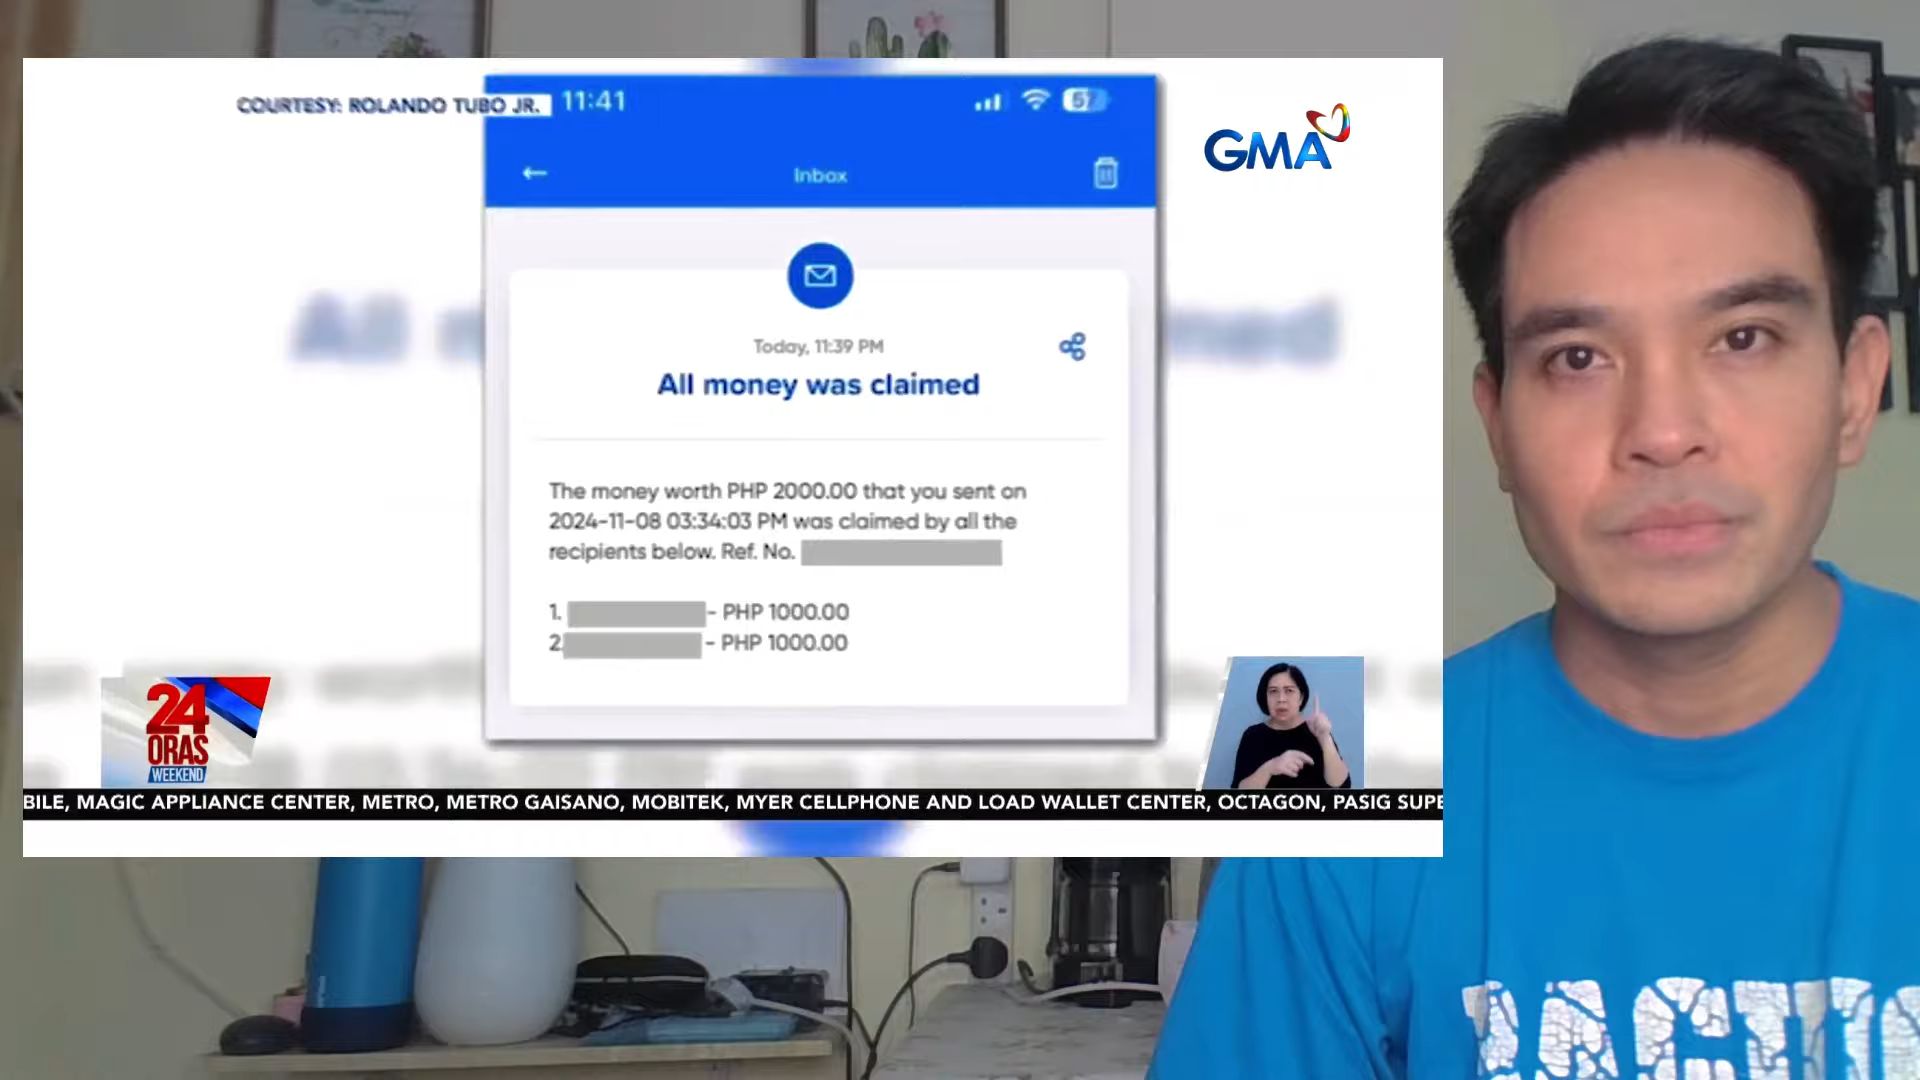 COURTESY: ROLANDO TUBO JR.
11:41
57
Inbox
GMA
Today, 11:39 PM
All money was claimed
The money worth PHP 2000.00 that you sent on
2024-11-08 03:34:03 PM was claimed by all the
recipients below. Ref. No.
1. - PHP 1000.00
2. - PHP 1000.00
24
ORAS
WEEKEND
BILE, MAGIC APPLIANCE CENTER, METRO, METRO GAISANO, MOBITEK, MYER CELLPHONE AND LOAD WALLET CENTER, OCTAGON, PASIG SUPE